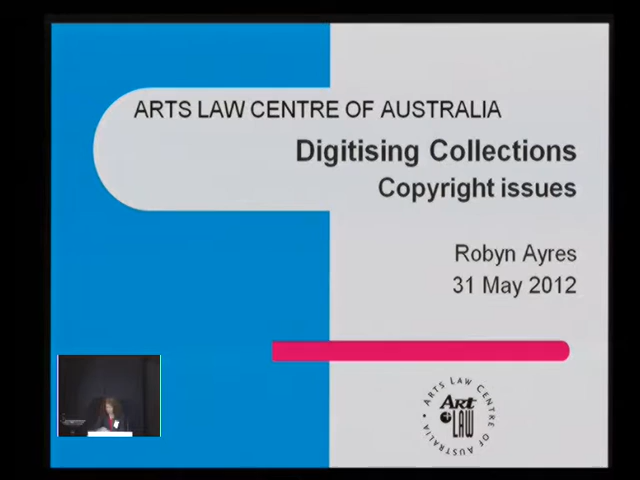 ARTS LAW CENTRE OF AUSTRALIA
Digitising Collections
Copyright issues
Robyn Ayres
31 May 2012
ARTS LAW CENTRE OF AUSTRALIA
ART
LAW